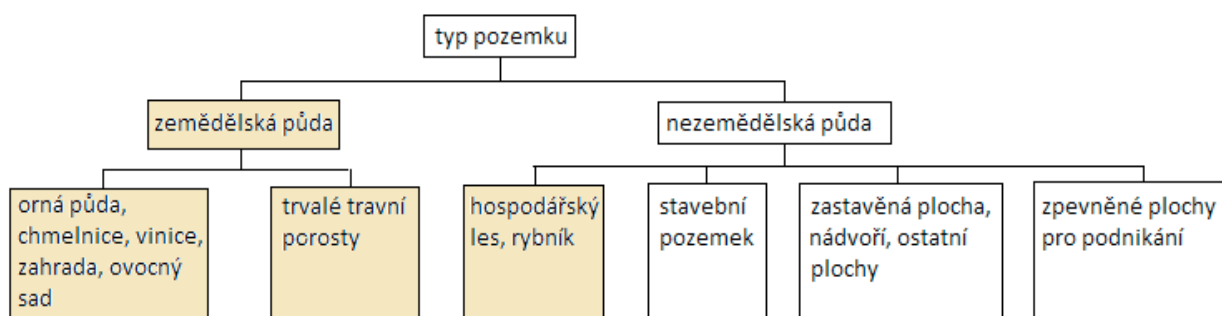 typ pozemku
zemědělská půda
nezemědělská půda
orná půda,
chmelnice, vinice,
zahrada, ovocný
sad
trvalé travní
porosty
hospodářský
les, rybník
stavební
pozemek
zastavěná plocha,
nádvoří, ostatní
plochy
zpevněné plochy
pro podnikání